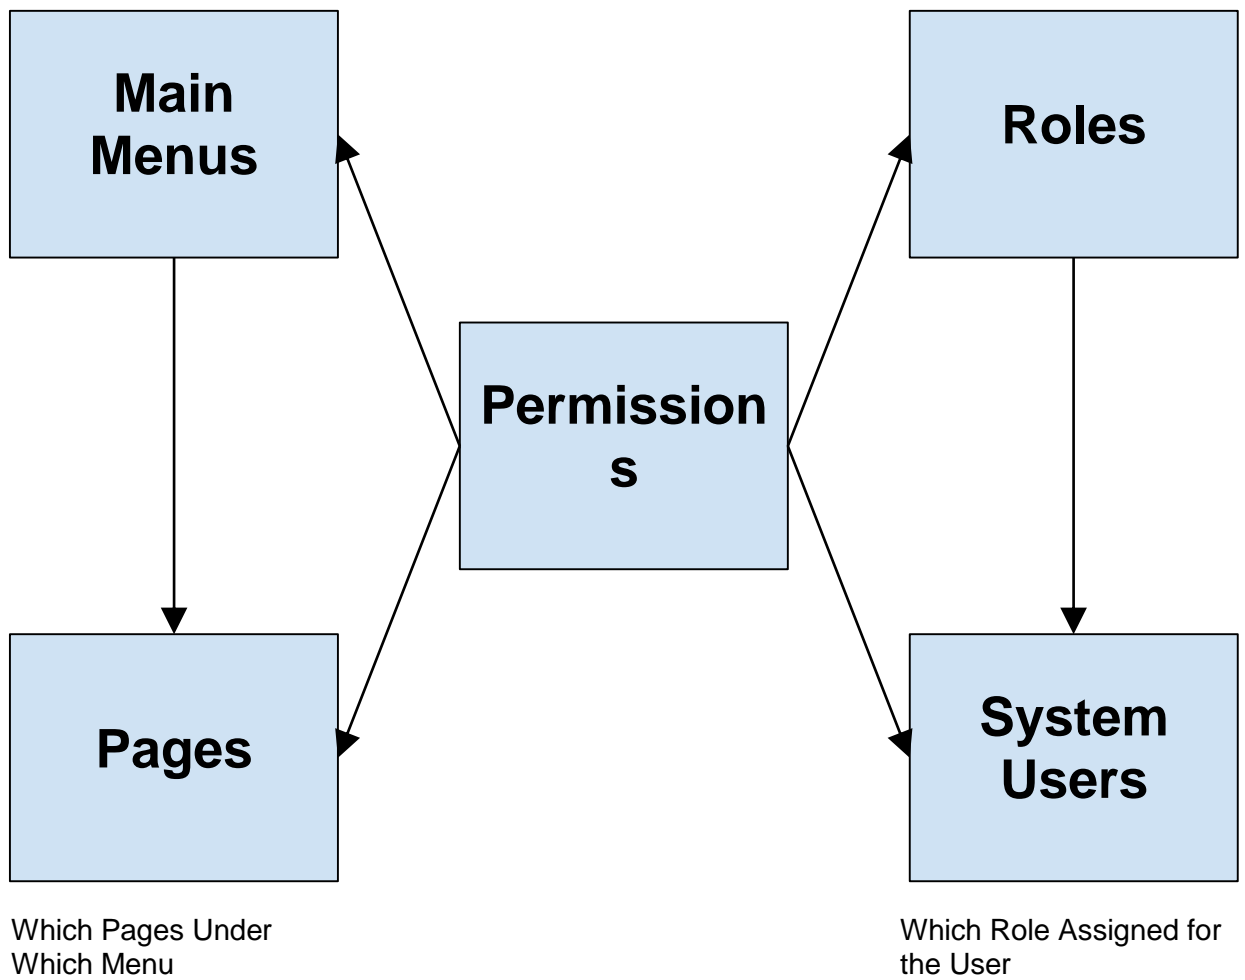 Main
Menus
Roles
Permission
s
Pages
System
Users
Which Pages Under
Which Menu
Which Role Assigned for
the User